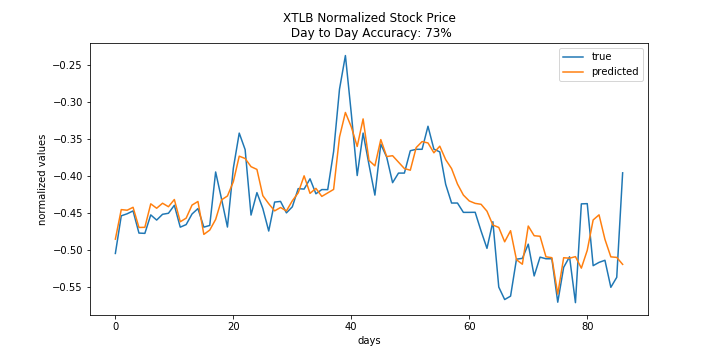 XTLB Normalized Stock Price
Day to Day Accuracy: 73%
true
predicted
−0.25
−0.30
−0.35
−0.40
−0.45
−0.50
−0.55
normalized values
0
20
40
60
80
days